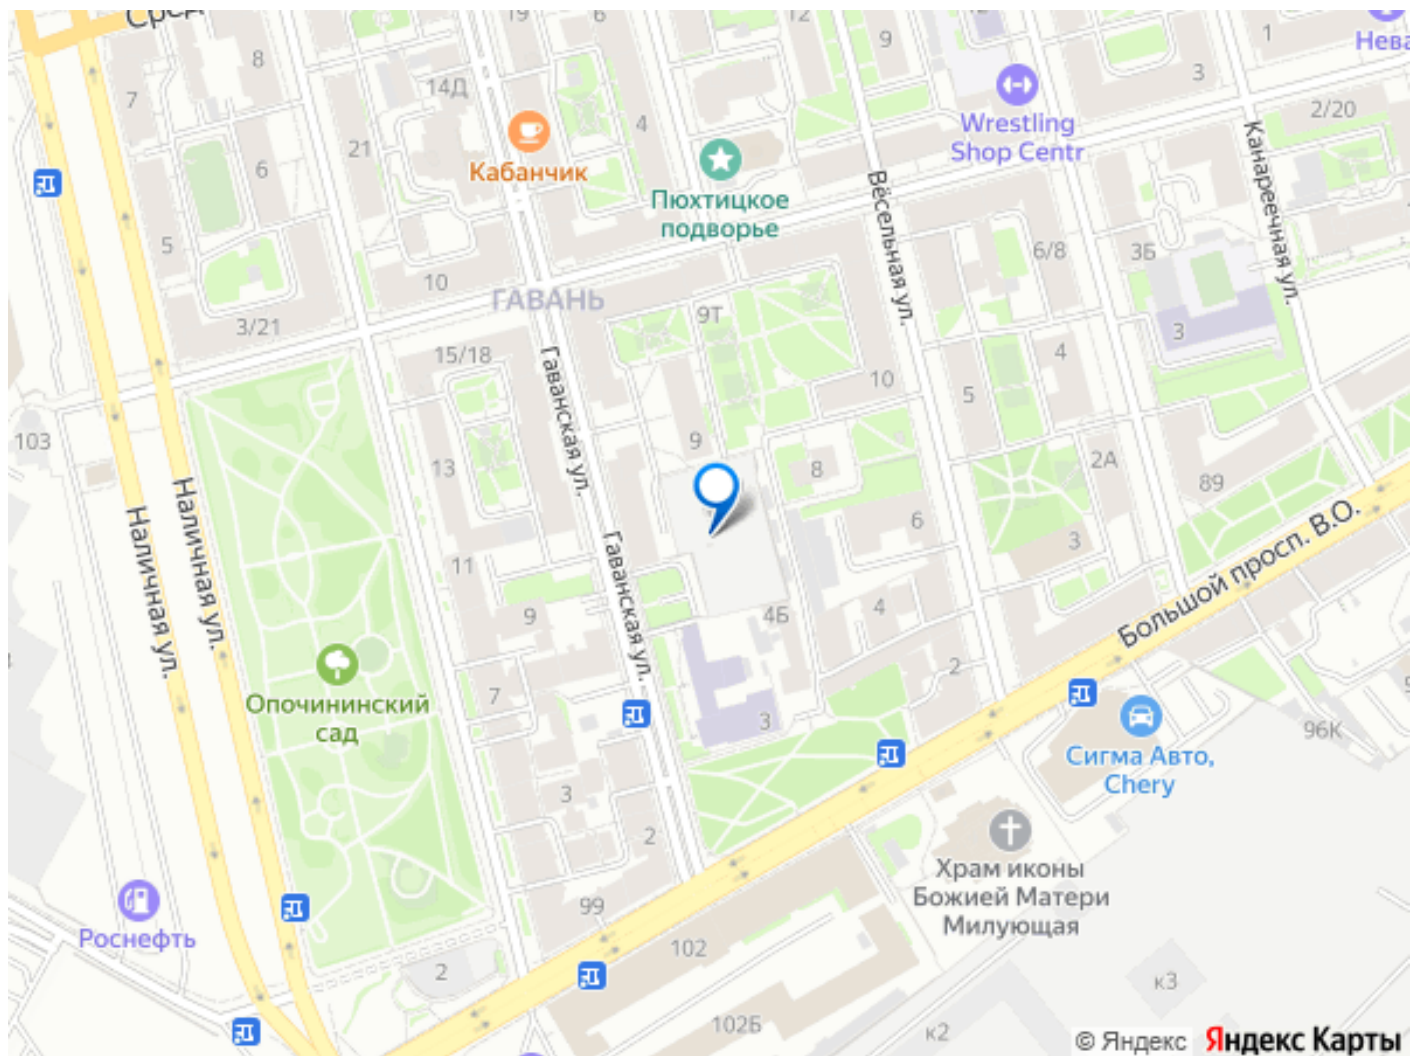 19
6
12
9
1
Нева
8
3
7
14Д
Wrestling
Shop Centr
2/20
4
21
Кабанчик
6
Пюхтицкое
подворье
Вёсельная ул.
Канареечная ул.
5
6/8
3Б
10
ГАВАНЬ
9Т
3/21
15/18
Гаванская ул.
3
4
10
5
103
13
9
8
2А
89
Наличная ул.
Наличная ул.
Гаванская ул.
6
3
Большой просп. В.О.
11
9
4Б
4
Опочининский
сад
7
2
3
Сигма Авто,
Chery
96К
3
2
Храм иконы
Божией Матери
Милующая
Роснефть
99
102
2
к3
102Б
к2
© Яндекс
Яндекс Карты